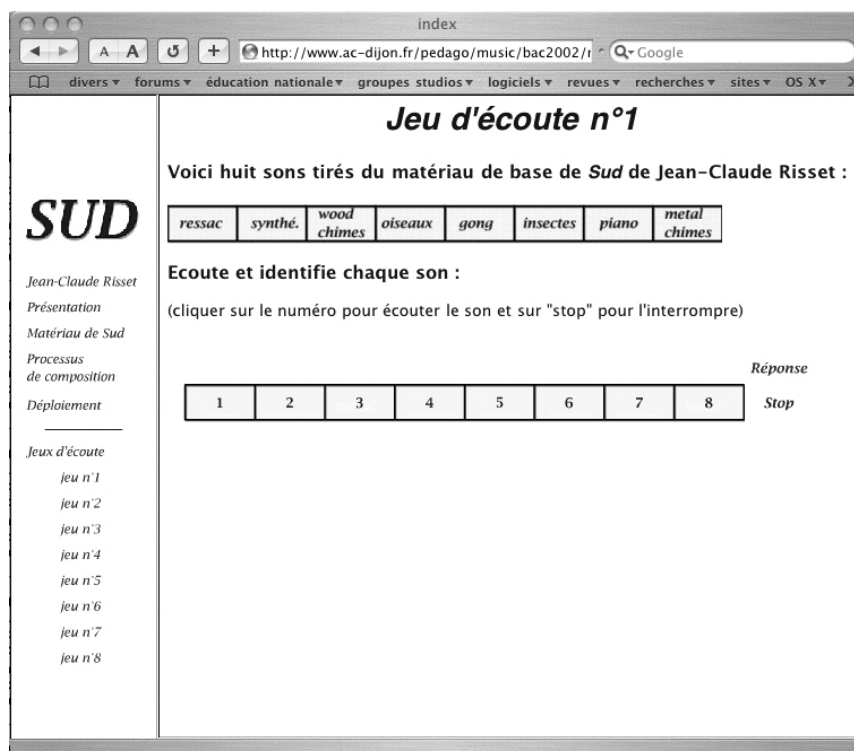 index
A A
http://www.ac-dijon.fr/pedago/music/bac2002/
Google
divers forums éducation nationale groupes studios logiciels revues recherches sites OS X
SUD
Jean-Claude Risset
Présentation
Matériau de Sud
Processus
de composition
Déploiement
Jeux d'écoute
jeu n°1
jeu n°2
jeu n°3
jeu n°4
jeu n°5
jeu n°6
jeu n°7
jeu n°8
Jeu d'écoute n°1
Voici huit sons tirés du matériau de base de Sud de Jean-Claude Risset :
ressac synthé. wood chimes oiseaux gong insectes piano metal chimes
Ecoute et identifie chaque son :
(cliquer sur le numéro pour écouter le son et sur "stop" pour l'interrompre)
Réponse
1 2 3 4 5 6 7 8 Stop